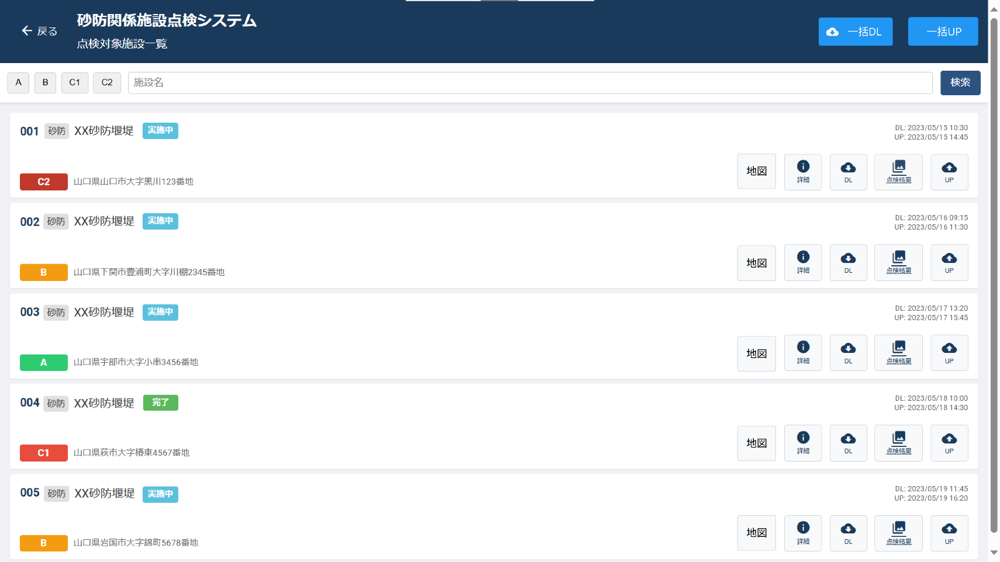 戻る
砂防関係施設点検システム
点検対象施設一覧
一括DL
一括UP
A B C1 C2 施設名 検索
001 砂防 XX砂防堰堤 実施中
DL: 2023/05/15 10:30
UP: 2023/05/15 14:45
C2 山口県山口市大字黒川123番地
地図 詳細 DL 点検結果 UP
002 砂防 XX砂防堰堤 実施中
DL: 2023/05/16 09:15
UP: 2023/05/16 11:30
B 山口県下関市豊浦町大字川棚2345番地
地図 詳細 DL 点検結果 UP
003 砂防 XX砂防堰堤 実施中
DL: 2023/05/17 13:20
UP: 2023/05/17 15:45
A 山口県宇部市大字小串3456番地
地図 詳細 DL 点検結果 UP
004 砂防 XX砂防堰堤 完了
DL: 2023/05/18 10:00
UP: 2023/05/18 14:30
C1 山口県萩市大字椿東4567番地
地図 詳細 DL 点検結果 UP
005 砂防 XX砂防堰堤 実施中
DL: 2023/05/19 11:45
UP: 2023/05/19 16:20
B 山口県岩国市大字錦町5678番地
地図 詳細 DL 点検結果 UP